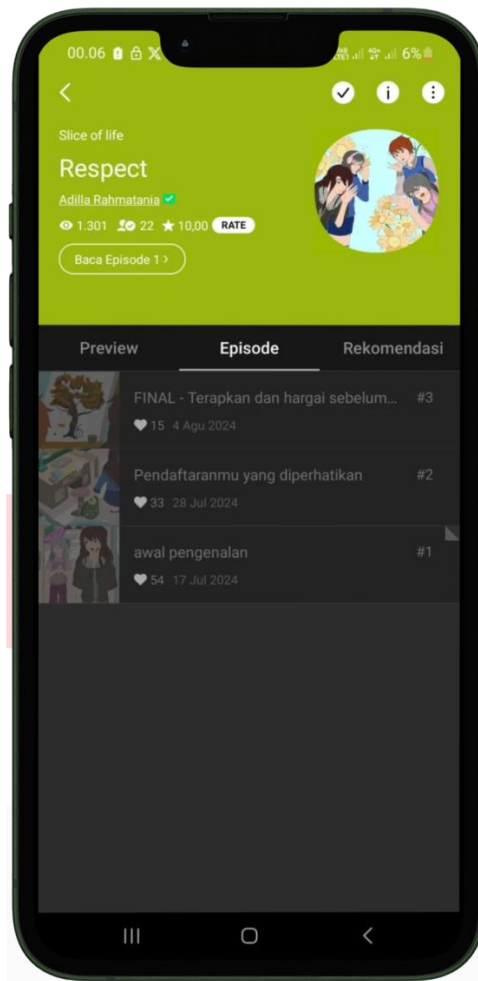 00.06 6%
Slice of life
Respect
Adilla Rahmatania
1.301 22 10,00 RATE
Baca Episode 1 >
Preview Episode Rekomendasi
FINAL - Terapkan dan hargai sebelum... #3
15 4 Agu 2024
Pendaftaranmu yang diperhatikan #2
33 28 Jul 2024
awal pengenalan #1
54 17 Jul 2024